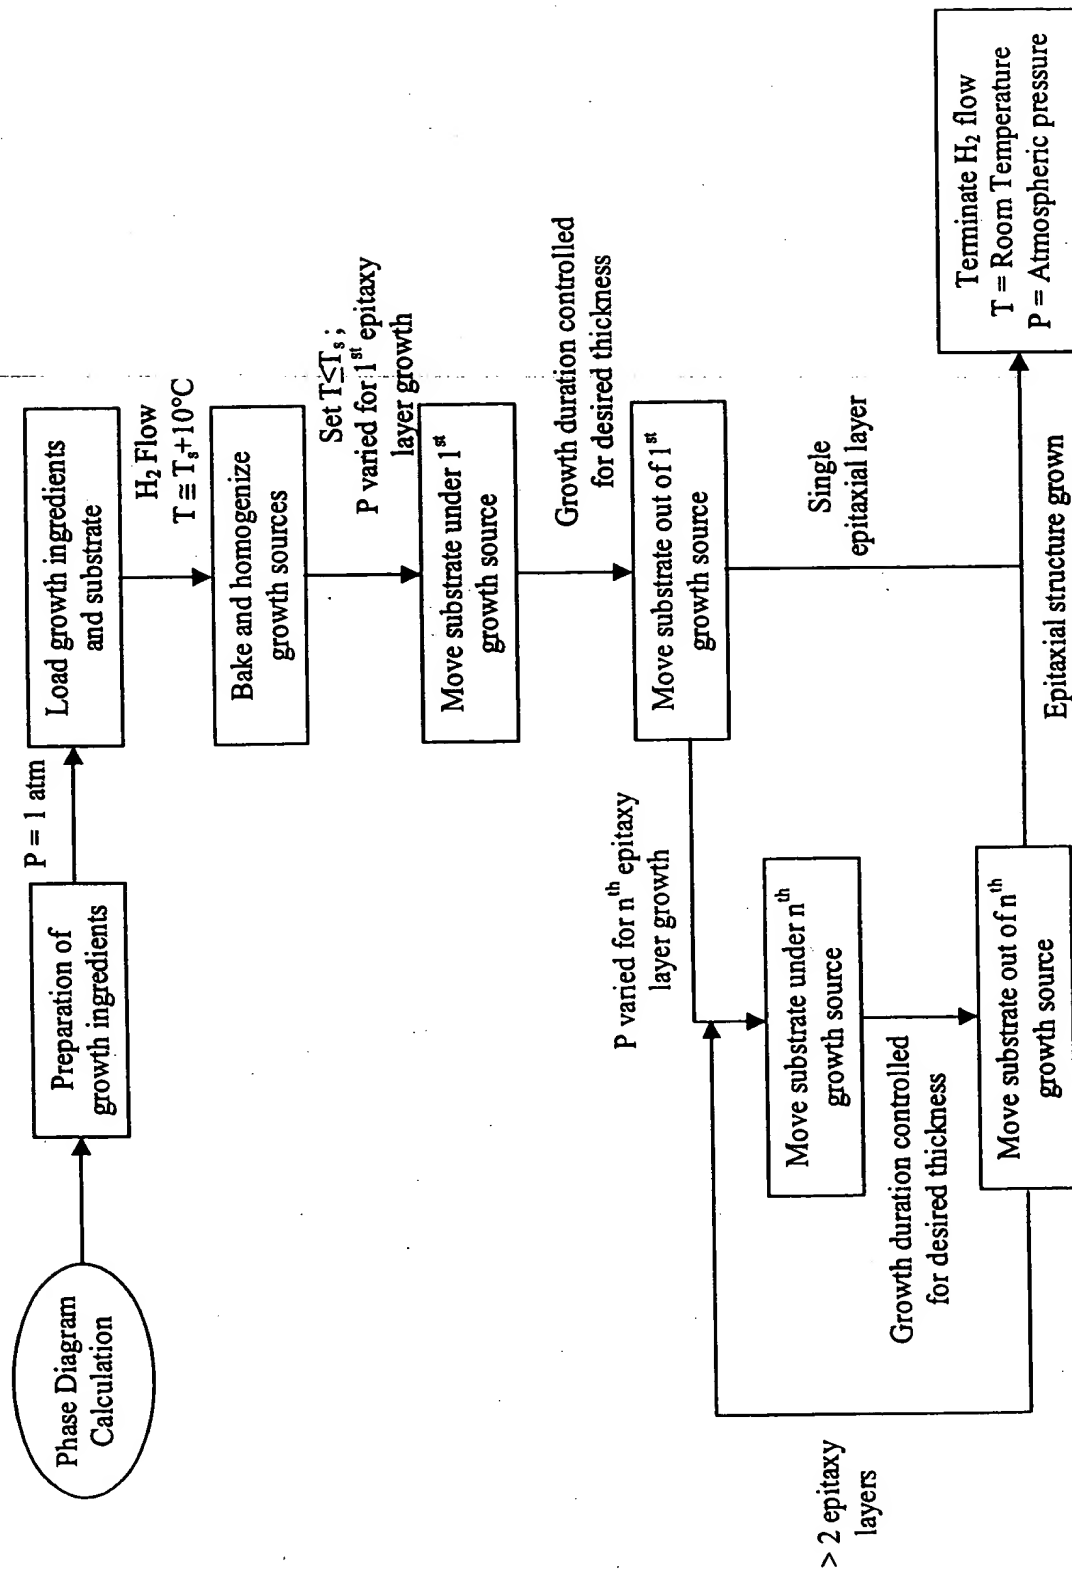 Phase Diagram
Calculation
Preparation of
growth ingredients
P = 1 atm
Load growth ingredients
and substrate
H₂ Flow
T ≅ Tₛ+10°C
Bake and homogenize
growth sources
Set T≤Tₛ ;
P varied for 1ˢᵗ epitaxy
layer growth
Move substrate under 1ˢᵗ
growth source
Growth duration controlled
for desired thickness
Move substrate out of 1ˢᵗ
growth source
Single
epitaxial layer
P varied for nᵗʰ epitaxy
layer growth
Move substrate under nᵗʰ
growth source
Growth duration controlled
for desired thickness
Move substrate out of nᵗʰ
growth source
> 2 epitaxy
layers
Epitaxial structure grown
Terminate H₂ flow
T = Room Temperature
P = Atmospheric pressure